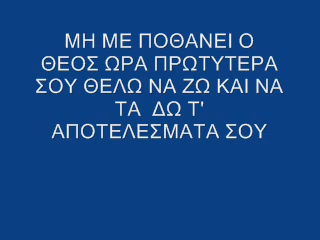 ΜΗ ΜΕ ΠΟΘΑΝΕΙ Ο
ΘΕΟΣ ΩΡΑ ΠΡΩΤΥΤΕΡΑ
ΣΟΥ ΘΕΛΩ ΝΑ ΖΩ ΚΑΙ ΝΑ
ΤΑ ΔΩ Τ'
ΑΠΟΤΕΛΕΣΜΑΤΑ ΣΟΥ